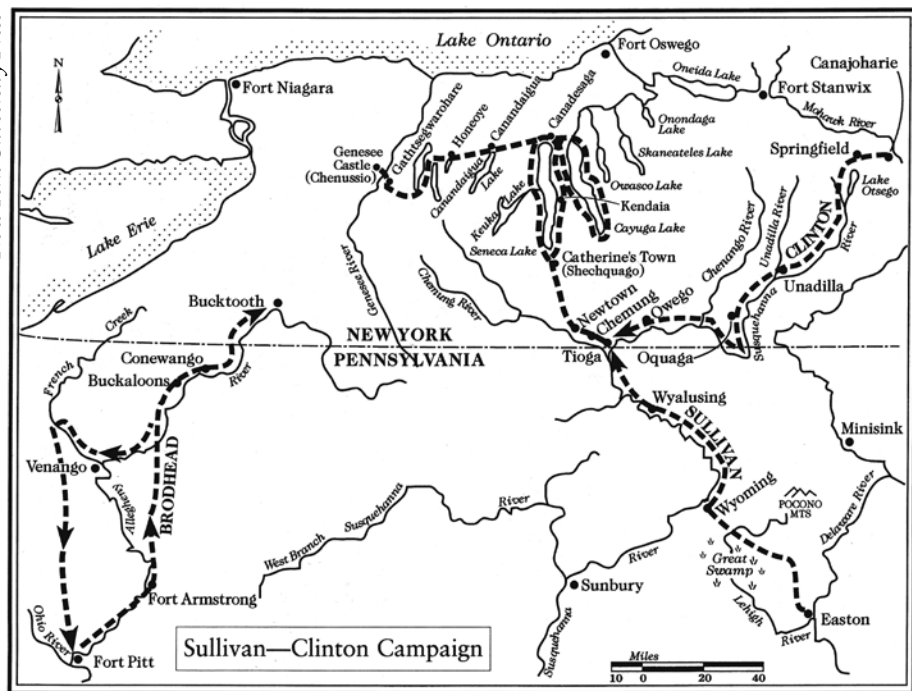 Lake Ontario
Fort Oswego
Canajoharie
N
Fort Niagara
Oneida Lake
Fort Stanwix
Mohawk River
Gathtsegwarohare
Honeoye
Canandaigua
Canadesaga
Onondaga
Lake
Springfield
Genesee
Castle
(Chenussio)
Canandaigua
Lake
Skaneateles Lake
Lake
Otsego
Owasco Lake
Keuka Lake
Kendaia
Cayuga Lake
Lake Erie
Seneca Lake
Catherine's Town
(Shechquago)
Chenango River
Unadilla River
CLINTON
River
Genesee River
Chemung River
Unadilla
Susquehanna
Bucktooth
Newtown
Chemung
Owego
NEW YORK
PENNSYLVANIA
Tioga
Oquaga
French Creek
Conewango
Buckaloons
River
Wyalusing
SULLIVAN
Minisink
Venango
BRODHEAD
Allegheny
Wyoming
POCONO
MTS
Delaware River
West Branch Susquehanna River
River
Great
Swamp
Fort Armstrong
Sunbury
Lehigh
River
Easton
Ohio River
Fort Pitt
Sullivan—Clinton Campaign
Susquehanna
Miles
10 0 20 40